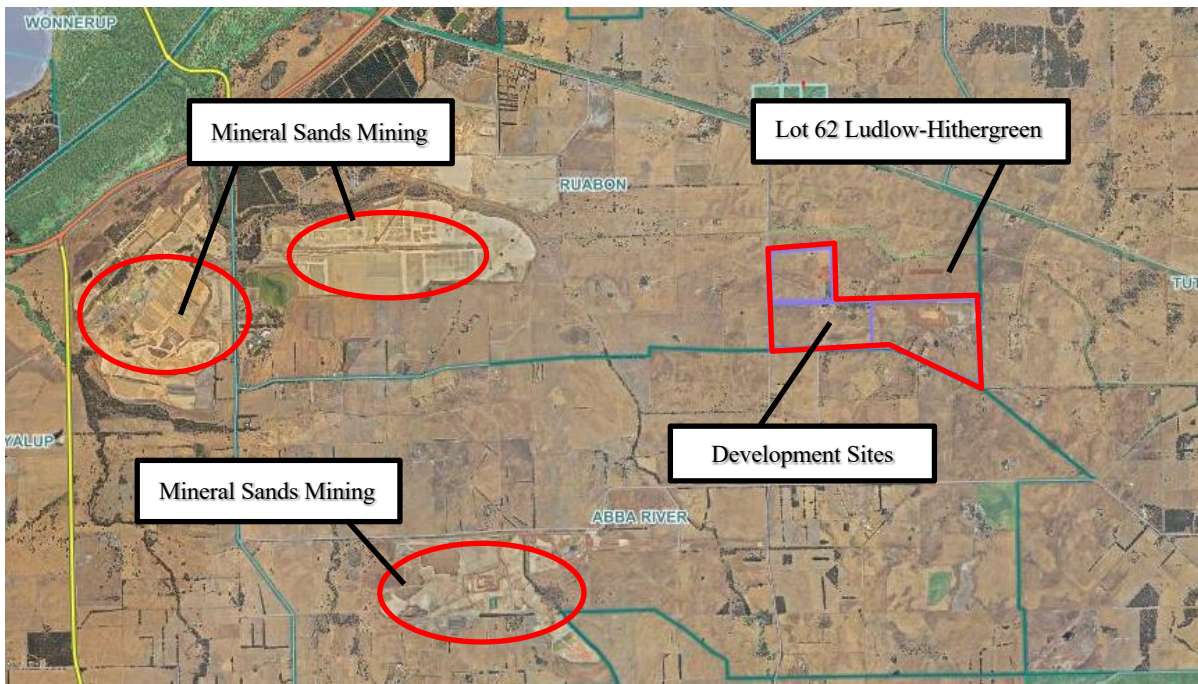 WONNERUP
Mineral Sands Mining
Lot 62 Ludlow-Hithergreen
RUABON
TUT
YALUP
Development Sites
Mineral Sands Mining
ABBA RIVER